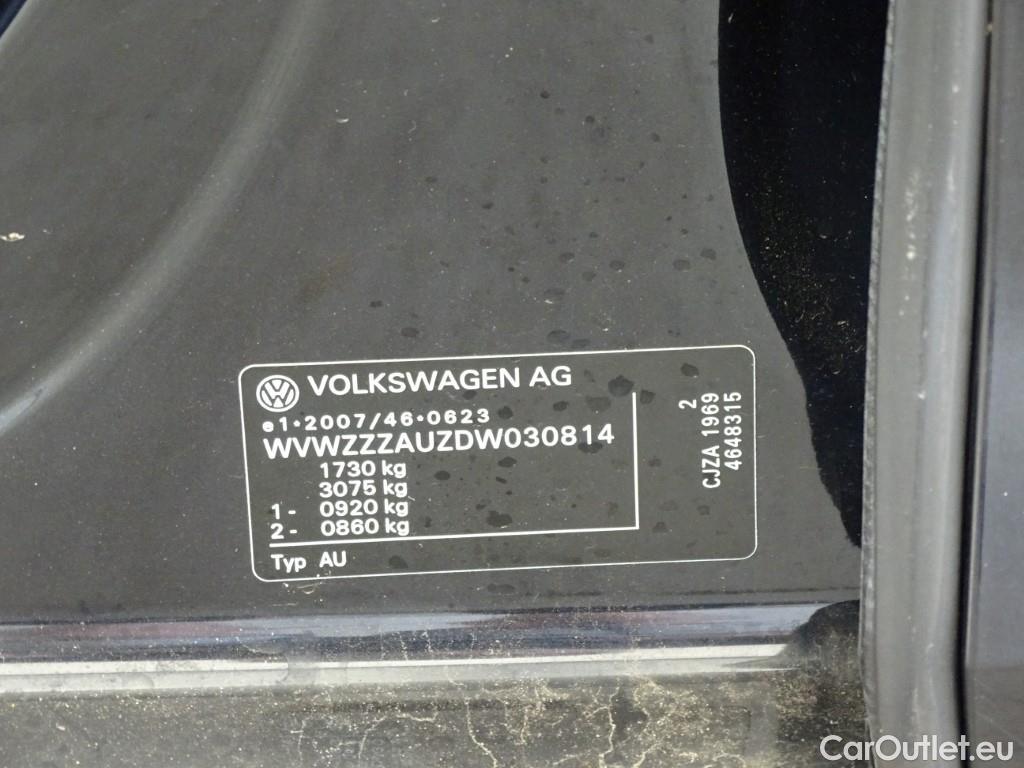 VOLKSWAGEN AG
e1*2007/46*0623
WVWZZZAUZDW030814
1730 kg
3075 kg
1 - 0920 kg
2 - 0860 kg
Typ AU
2
CJZA 1969
4648315
CarOutlet.eu